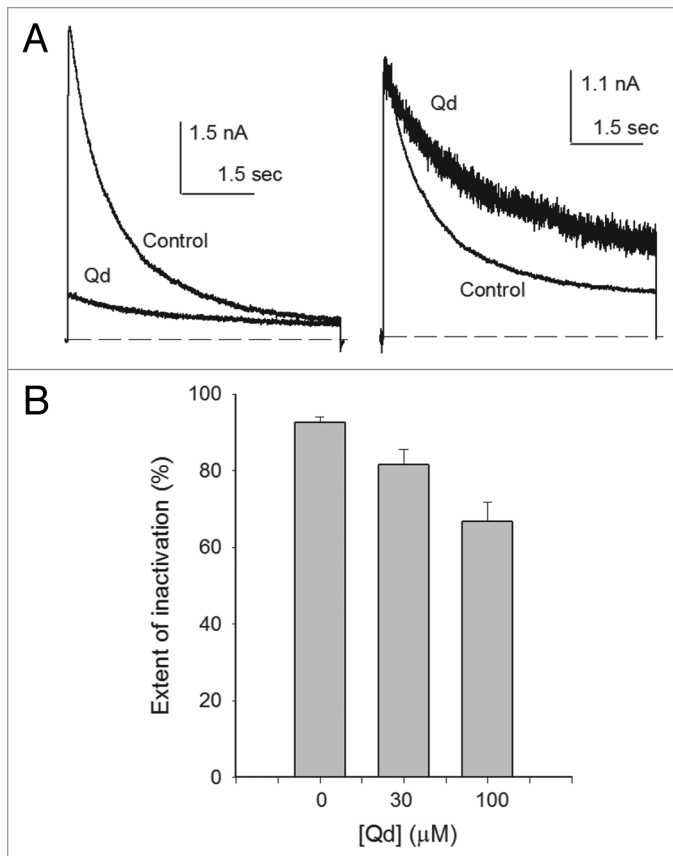 A
1.5 nA
1.5 sec
Control
Qd
Qd
1.1 nA
1.5 sec
Control
B
Extent of inactivation (%)
100
80
60
40
20
0
0 30 100
[Qd] (μM)